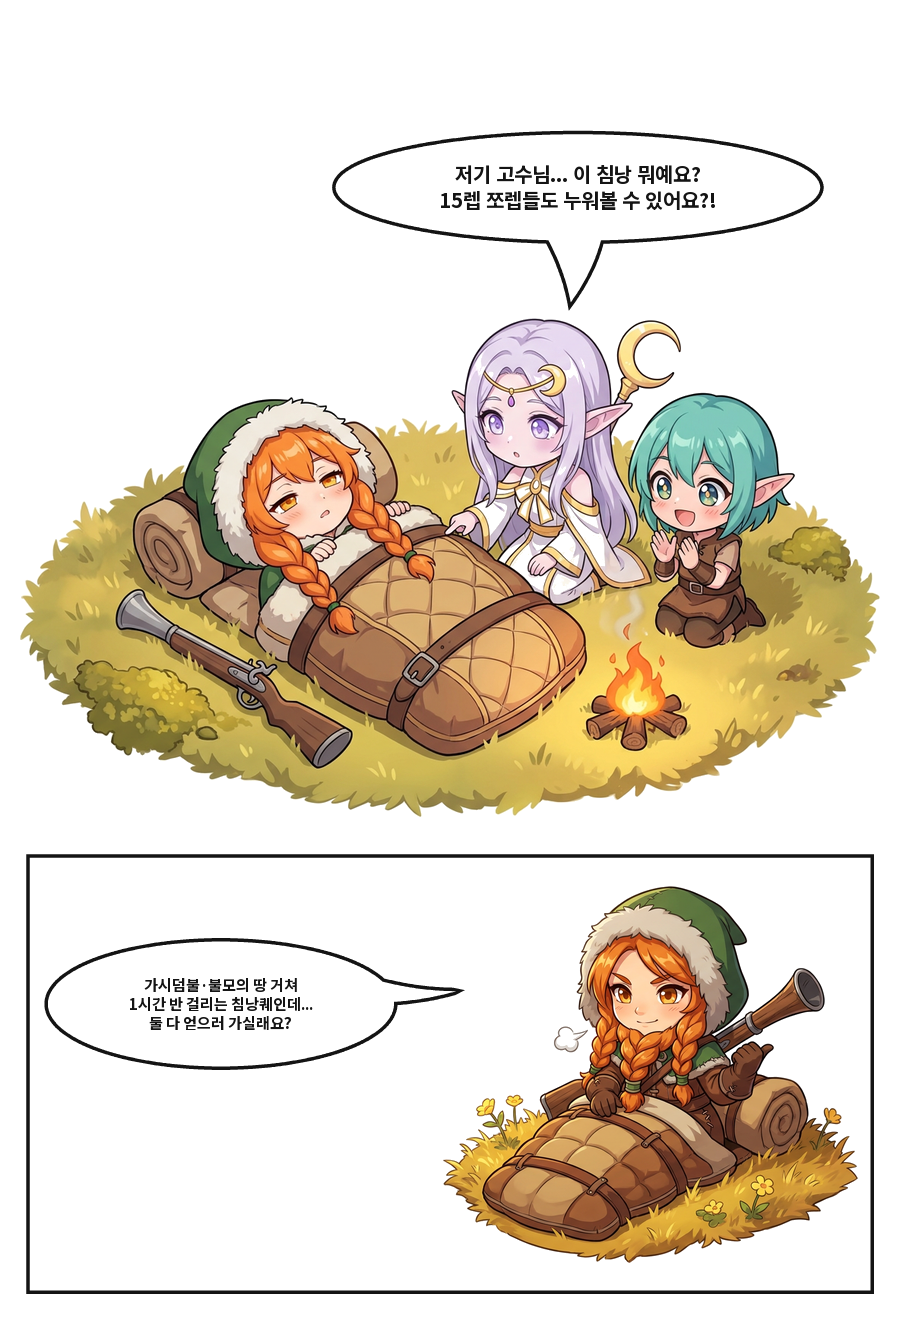 저기 고수님... 이 침낭 뭐예요?
15렙 쪼렙들도 누워볼 수 있어요?!
가시덤불·불모의 땅 거쳐
1시간 반 걸리는 침낭퀘인데...
둘 다 얻으러 가실래요?